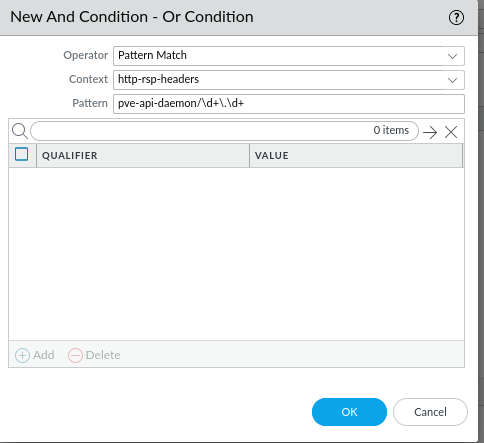 New And Condition - Or Condition
Operator Pattern Match
Context http-rsp-headers
Pattern pve-api-daemon/\d+\.\d+
0 items
QUALIFIER VALUE
Add Delete
OK Cancel